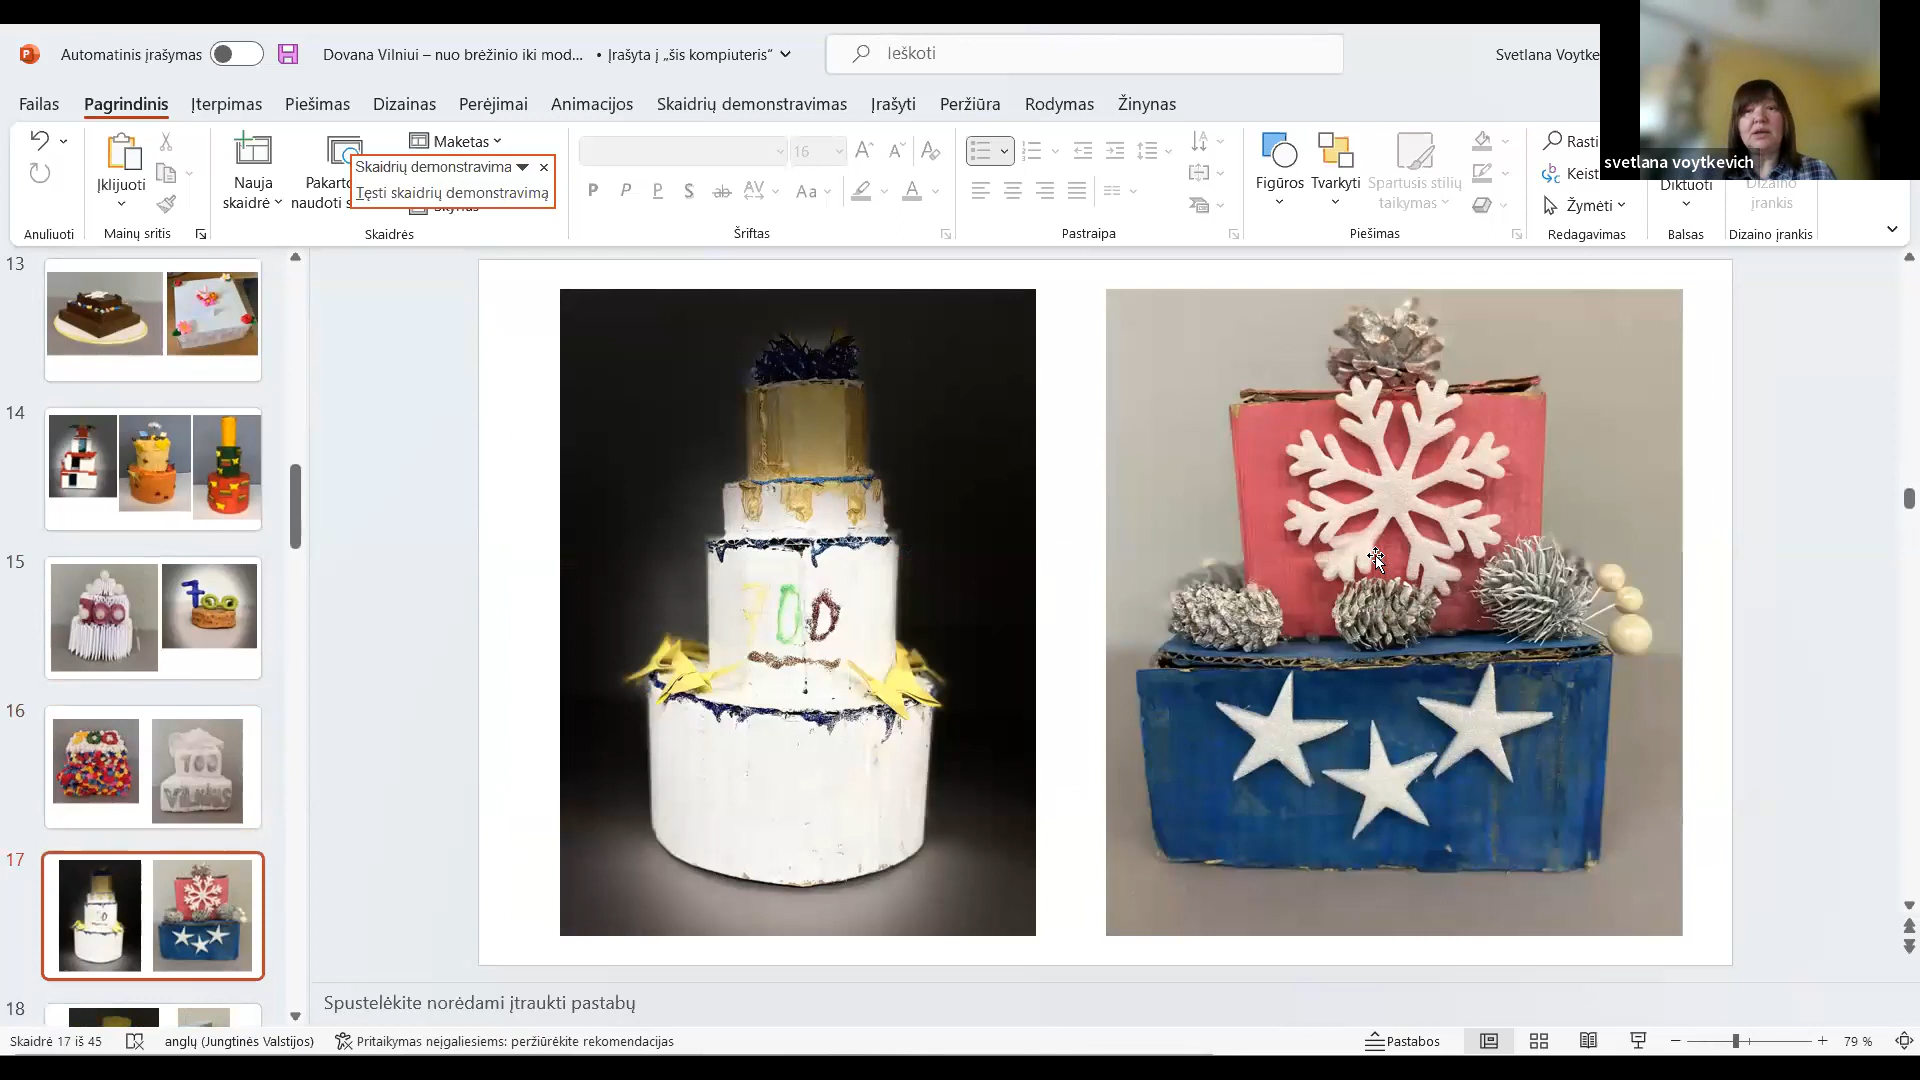 Automatinis įrašymas
Dovana Vilniui – nuo brėžinio iki mod... • Įrašyta į „šis kompiuteris“
Ieškoti
Svetlana Voytke
svetlana voytkevich
Failas Pagrindinis Įterpimas Piešimas Dizainas Perėjimai Animacijos Skaidrių demonstravimas Įrašyti Peržiūra Rodymas Žinynas
Įklijuoti
Mainų sritis
Anuliuoti
Nauja skaidrė
Maketas
Skaidrių demonstravima
Tęsti skaidrių demonstravimą
Skaidrės
16
Šriftas
Pastraipa
Figūros
Tvarkyti
Spartusis stilių taikymas
Piešimas
Rasti
Keist
Žymėti
Redagavimas
Diktuoti
Balsas
Dizaino įrankis
Dizaino įrankis
13
14
15
700
16
700
Vilnius
17
18
700
Spustelėkite norėdami įtraukti pastabų
Skaidrė 17 iš 45
anglų (Jungtinės Valstijos)
Pritaikymas neįgaliesiems: peržiūrėkite rekomendacijas
Pastabos
79 %